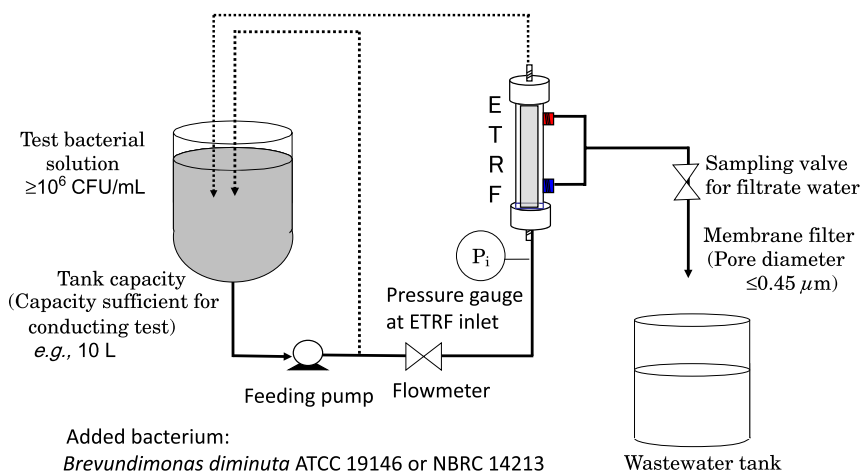 E
T
R
F
Test bacterial
solution
≥10⁶ CFU/mL
Sampling valve
for filtrate water
Membrane filter
(Pore diameter
≤0.45 μm)
Pi
Tank capacity
(Capacity sufficient for
conducting test)
e.g., 10 L
Pressure gauge
at ETRF inlet
Feeding pump
Flowmeter
Added bacterium:
Brevundimonas diminuta ATCC 19146 or NBRC 14213
Wastewater tank